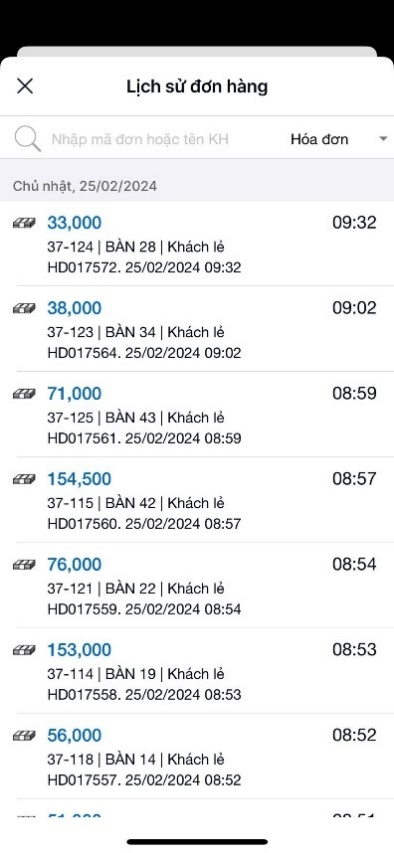 Lịch sử đơn hàng
Nhập mã đơn hoặc tên KH Hóa đơn
Chủ nhật, 25/02/2024
33,000 09:32
37-124 | BÀN 28 | Khách lẻ
HD017572. 25/02/2024 09:32
38,000 09:02
37-123 | BÀN 34 | Khách lẻ
HD017564. 25/02/2024 09:02
71,000 08:59
37-125 | BÀN 43 | Khách lẻ
HD017561. 25/02/2024 08:59
154,500 08:57
37-115 | BÀN 42 | Khách lẻ
HD017560. 25/02/2024 08:57
76,000 08:54
37-121 | BÀN 22 | Khách lẻ
HD017559. 25/02/2024 08:54
153,000 08:53
37-114 | BÀN 19 | Khách lẻ
HD017558. 25/02/2024 08:53
56,000 08:52
37-118 | BÀN 14 | Khách lẻ
HD017557. 25/02/2024 08:52